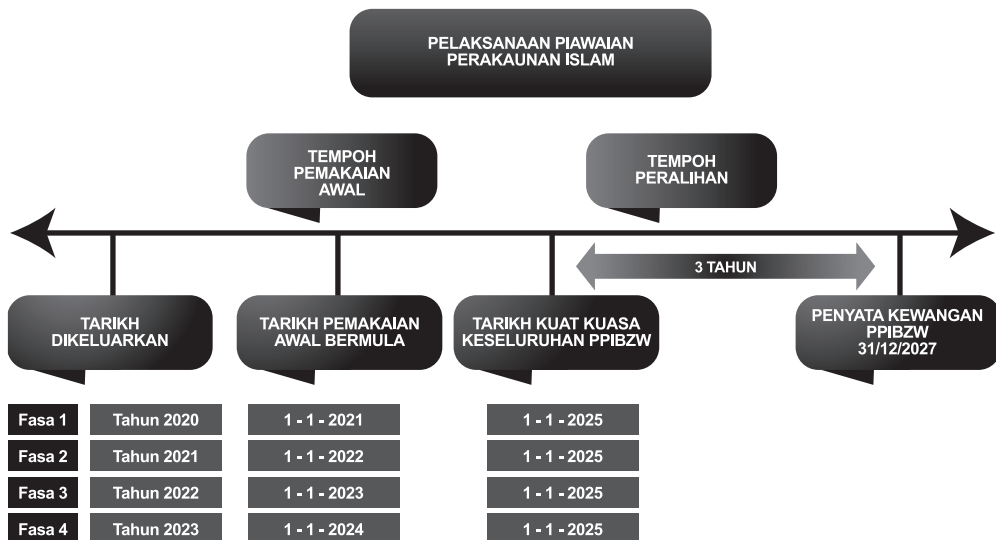 PELAKSANAAN PIAWAIAN
PERAKAUNAN ISLAM
TEMPOH
PEMAKAIAN
AWAL
TEMPOH
PERALIHAN
3 TAHUN
TARIKH
DIKELUARKAN
TARIKH PEMAKAIAN
AWAL BERMULA
TARIKH KUAT KUASA
KESELURUHAN PPIBZW
PENYATA KEWANGAN
PPIBZW
31/12/2027
Fasa 1 Tahun 2020 1 - 1 - 2021 1 - 1 - 2025
Fasa 2 Tahun 2021 1 - 1 - 2022 1 - 1 - 2025
Fasa 3 Tahun 2022 1 - 1 - 2023 1 - 1 - 2025
Fasa 4 Tahun 2023 1 - 1 - 2024 1 - 1 - 2025